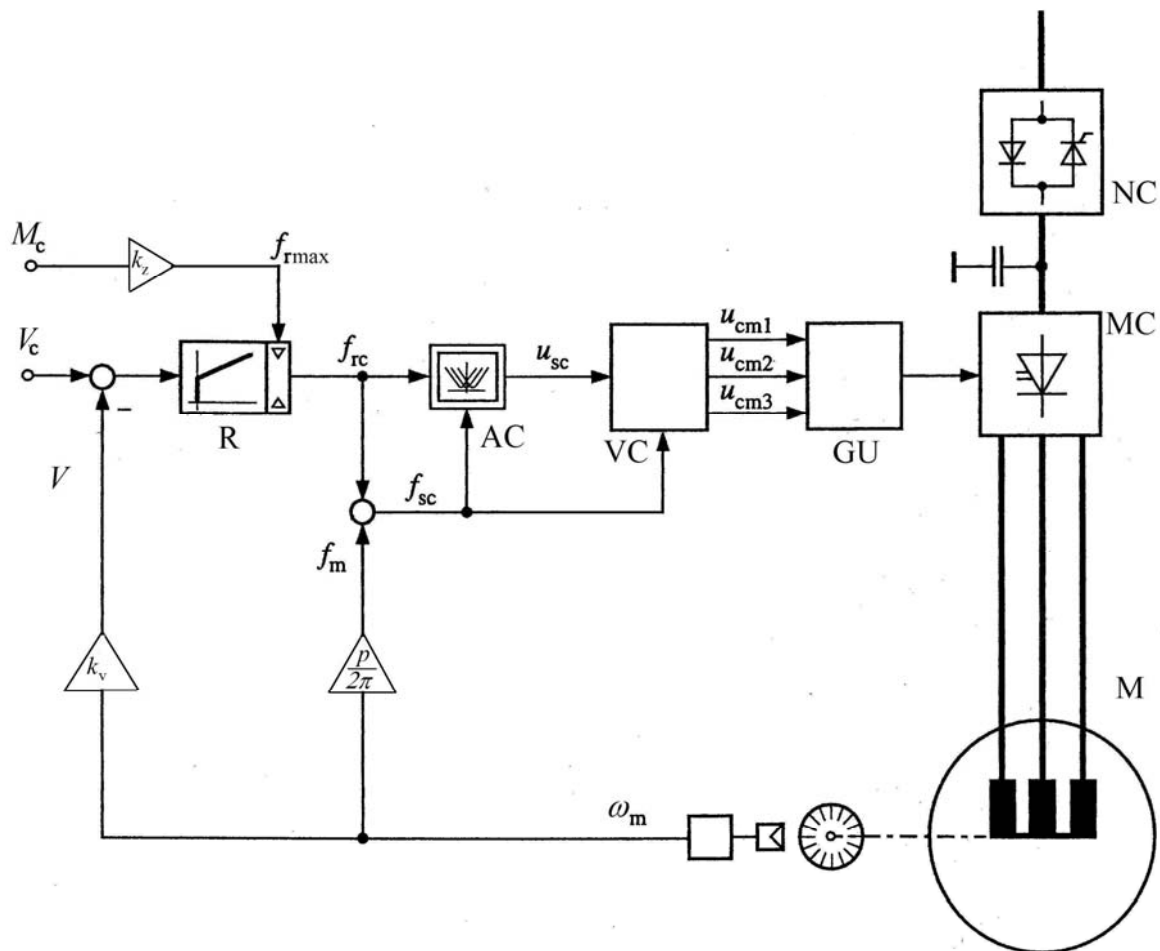 NC
M_c
k_z
f_rmax
MC
V_c
f_rc
u_sc
u_cm1
u_cm2
u_cm3
R
AC
VC
GU
V
f_sc
f_m
k_v
p
2π
M
ω_m